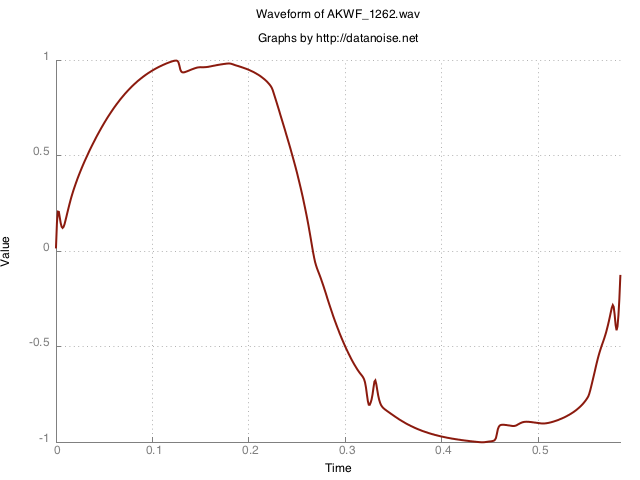 Waveform of AKWF_1262.wav
Graphs by http://datanoise.net
1
0.5
0
-0.5
-1
Value
0 0.1 0.2 0.3 0.4 0.5
Time